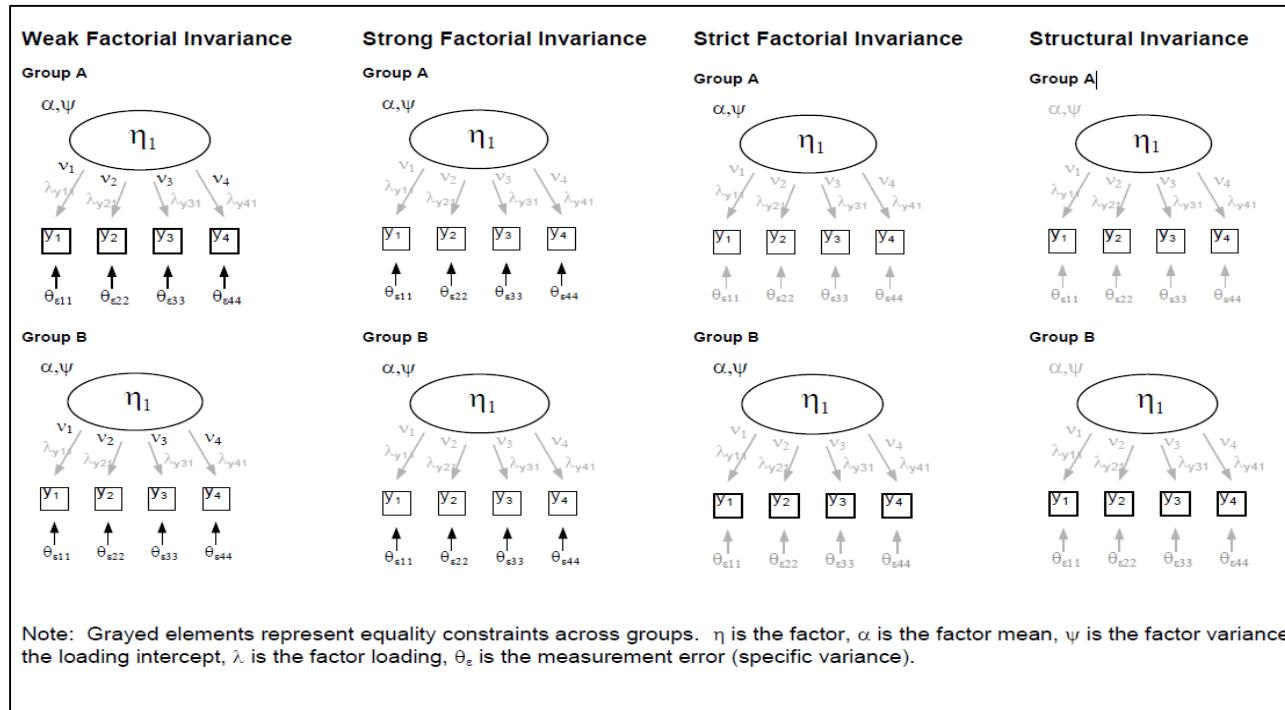 Weak Factorial Invariance
Group A
α,ψ
η₁
ν₁ ν₂ ν₃ ν₄
λy11 λy21 λy31 λy41
y₁ y₂ y₃ y₄
θε11 θε22 θε33 θε44
Group B
α,ψ
η₁
ν₁ ν₂ ν₃ ν₄
λy11 λy21 λy31 λy41
y₁ y₂ y₃ y₄
θε11 θε22 θε33 θε44
Strong Factorial Invariance
Group A
α,ψ
η₁
ν₁ ν₂ ν₃ ν₄
λy11 λy21 λy31 λy41
y₁ y₂ y₃ y₄
θε11 θε22 θε33 θε44
Group B
α,ψ
η₁
ν₁ ν₂ ν₃ ν₄
λy11 λy21 λy31 λy41
y₁ y₂ y₃ y₄
θε11 θε22 θε33 θε44
Strict Factorial Invariance
Group A
α,ψ
η₁
ν₁ ν₂ ν₃ ν₄
λy11 λy21 λy31 λy41
y₁ y₂ y₃ y₄
θε11 θε22 θε33 θε44
Group B
α,ψ
η₁
ν₁ ν₂ ν₃ ν₄
λy11 λy21 λy31 λy41
y₁ y₂ y₃ y₄
θε11 θε22 θε33 θε44
Structural Invariance
Group A
α,ψ
η₁
ν₁ ν₂ ν₃ ν₄
λy11 λy21 λy31 λy41
y₁ y₂ y₃ y₄
θε11 θε22 θε33 θε44
Group B
α,ψ
η₁
ν₁ ν₂ ν₃ ν₄
λy11 λy21 λy31 λy41
y₁ y₂ y₃ y₄
θε11 θε22 θε33 θε44
Note: Grayed elements represent equality constraints across groups. η is the factor, α is the factor mean, ψ is the factor variance
the loading intercept, λ is the factor loading, θε is the measurement error (specific variance).